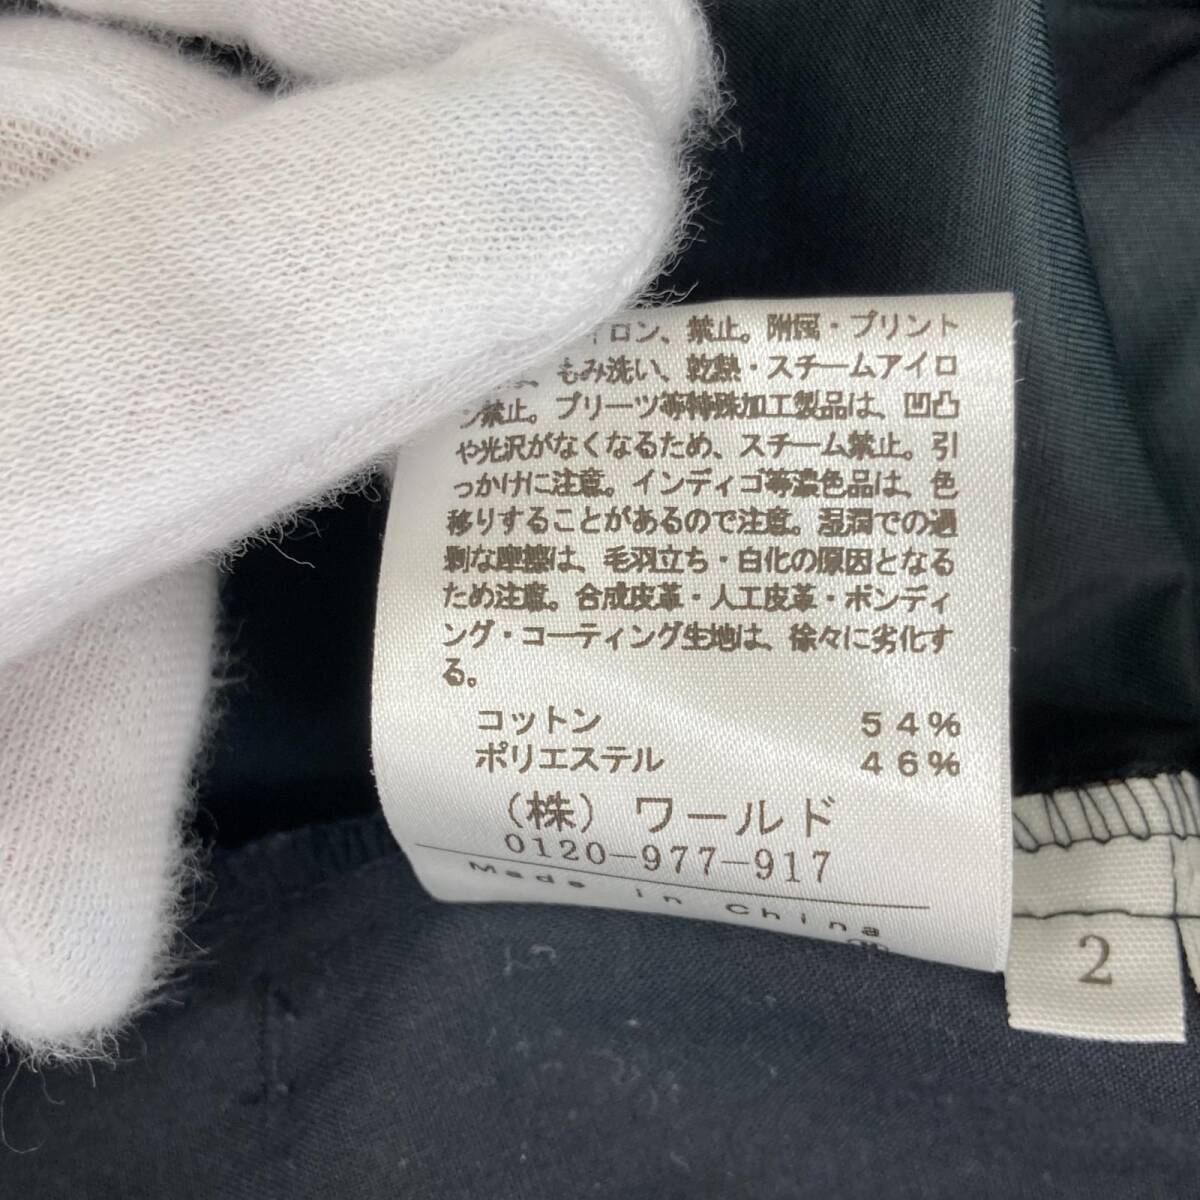 イロン、禁止。附属・プリント
もみ洗い、乾熱・スチームアイロ
ン禁止。プリーツ等特殊加工製品は、凹凸
や光沢がなくなるため、スチーム禁止。引
っかけに注意。インディゴ等濃色品は、色
移りすることがあるので注意。湿潤での過
剰な摩擦は、毛羽立ち・白化の原因となる
ため注意。合成皮革・人工皮革・ボンディ
ング・コーティング生地は、徐々に劣化す
る。
コットン 54%
ポリエステル 46%
(株) ワールド
0120-977-917
Made in China
2